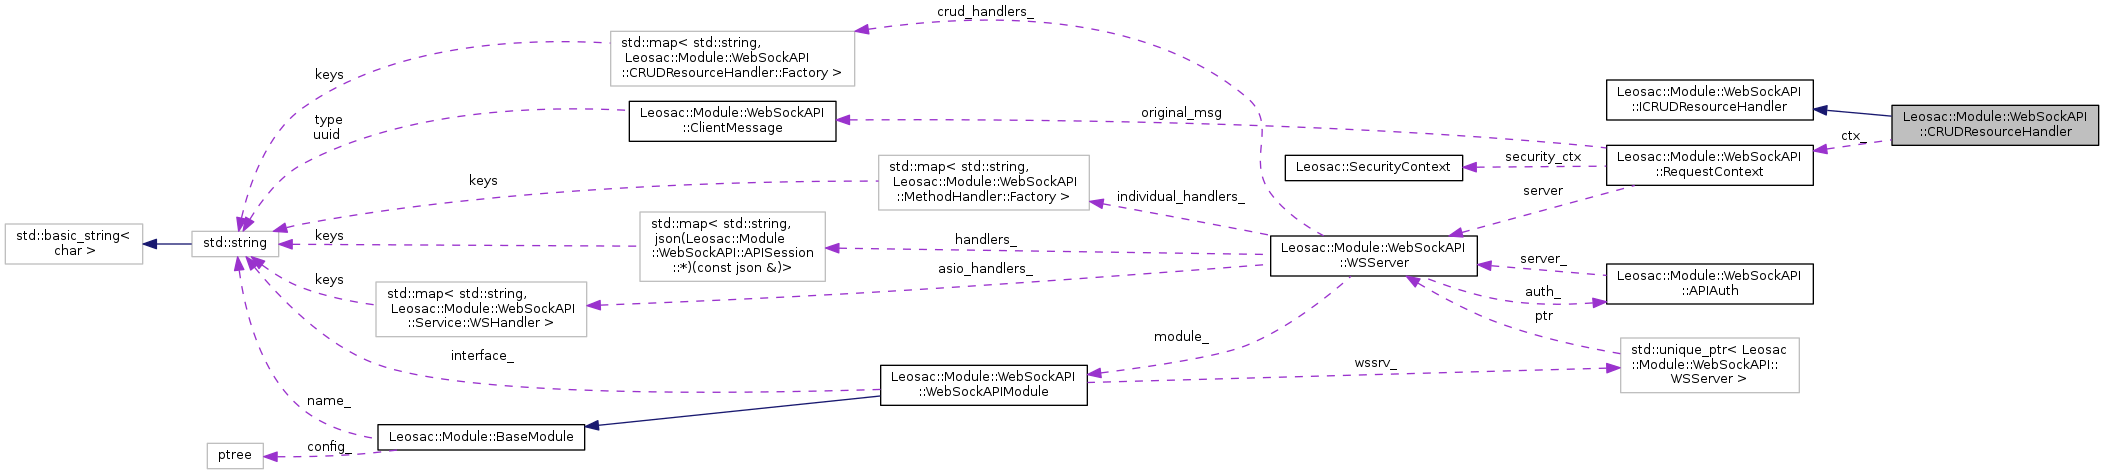 crud_handlers_
std::map< std::string,
Leosac::Module::WebSockAPI
::CRUDResourceHandler::Factory >
keys
Leosac::Module::WebSockAPI
::ICRUDResourceHandler
Leosac::Module::WebSockAPI
::CRUDResourceHandler
type
uuid
Leosac::Module::WebSockAPI
::ClientMessage
original_msg
ctx_
std::map< std::string,
Leosac::Module::WebSockAPI
::MethodHandler::Factory >
keys
Leosac::SecurityContext
security_ctx
Leosac::Module::WebSockAPI
::RequestContext
individual_handlers_
server
std::basic_string<
char >
std::string
keys
std::map< std::string,
json(Leosac::Module
::WebSockAPI::APISession
::*)(const json &)>
handlers_
Leosac::Module::WebSockAPI
::WSServer
server_
Leosac::Module::WebSockAPI
::APIAuth
asio_handlers_
keys
std::map< std::string,
Leosac::Module::WebSockAPI
::Service::WSHandler >
auth_
ptr
module_
interface_
Leosac::Module::WebSockAPI
::WebSockAPIModule
wssrv_
std::unique_ptr< Leosac
::Module::WebSockAPI::
WSServer >
name_
Leosac::Module::BaseModule
config_
ptree